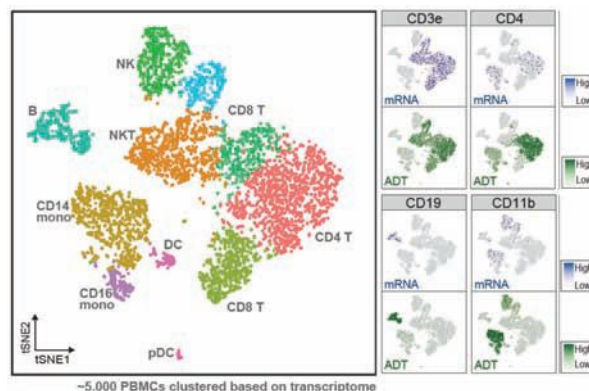 NK
B
CD8 T
NKT
CD14
mono
DC
CD4 T
CD16
mono
CD8 T
pDC
tSNE2
tSNE1
~5,000 PBMCs clustered based on transcriptome
CD3e
CD4
mRNA
mRNA
High
Low
ADT
ADT
High
Low
CD19
CD11b
mRNA
mRNA
High
Low
ADT
ADT
High
Low